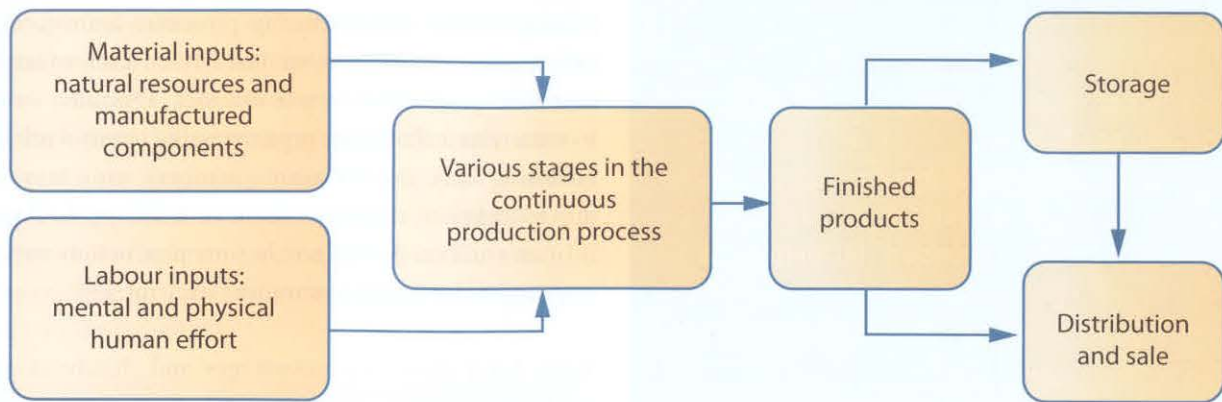 Material inputs:
natural resources and
manufactured
components
Labour inputs:
mental and physical
human effort
Various stages in the
continuous
production process
Finished
products
Storage
Distribution
and sale